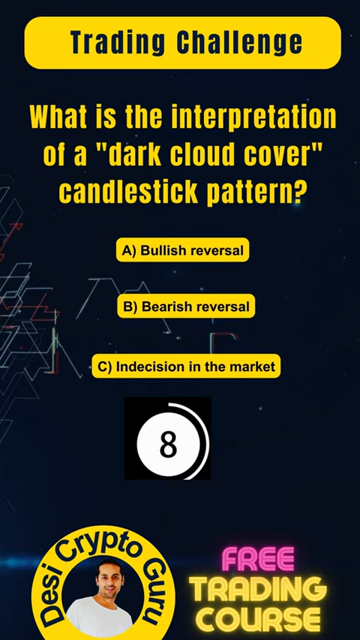 Trading Challenge
What is the interpretation
of a "dark cloud cover"
candlestick pattern?
A) Bullish reversal
B) Bearish reversal
C) Indecision in the market
8
Desi Crypto Guru
FREE
TRADING
COURSE